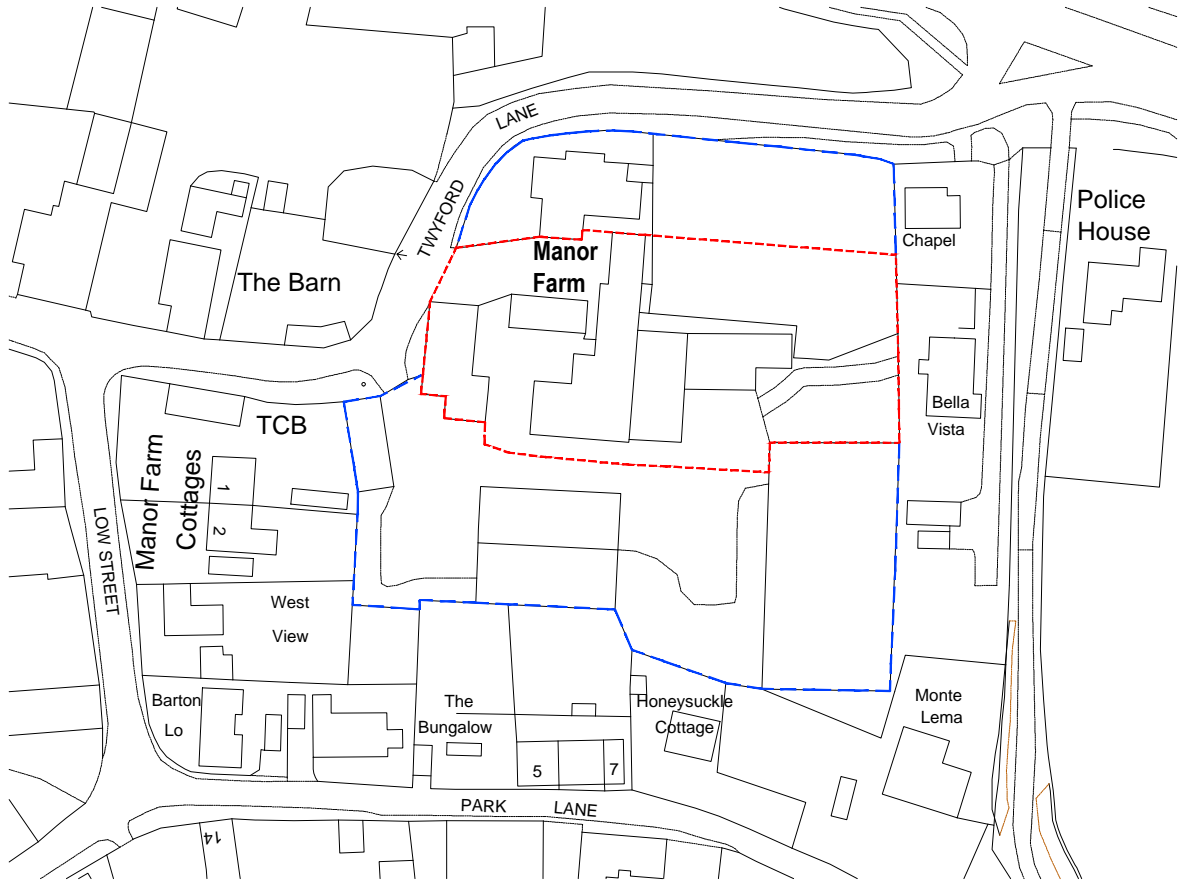 LANE
TWYFORD
Police
House
Chapel
Manor
Farm
The Barn
Bella
Vista
TCB
Manor Farm
Cottages
1
2
LOW STREET
West
View
Barton
Lo
The
Bungalow
Honeysuckle
Cottage
Monte
Lema
5
7
PARK LANE
14